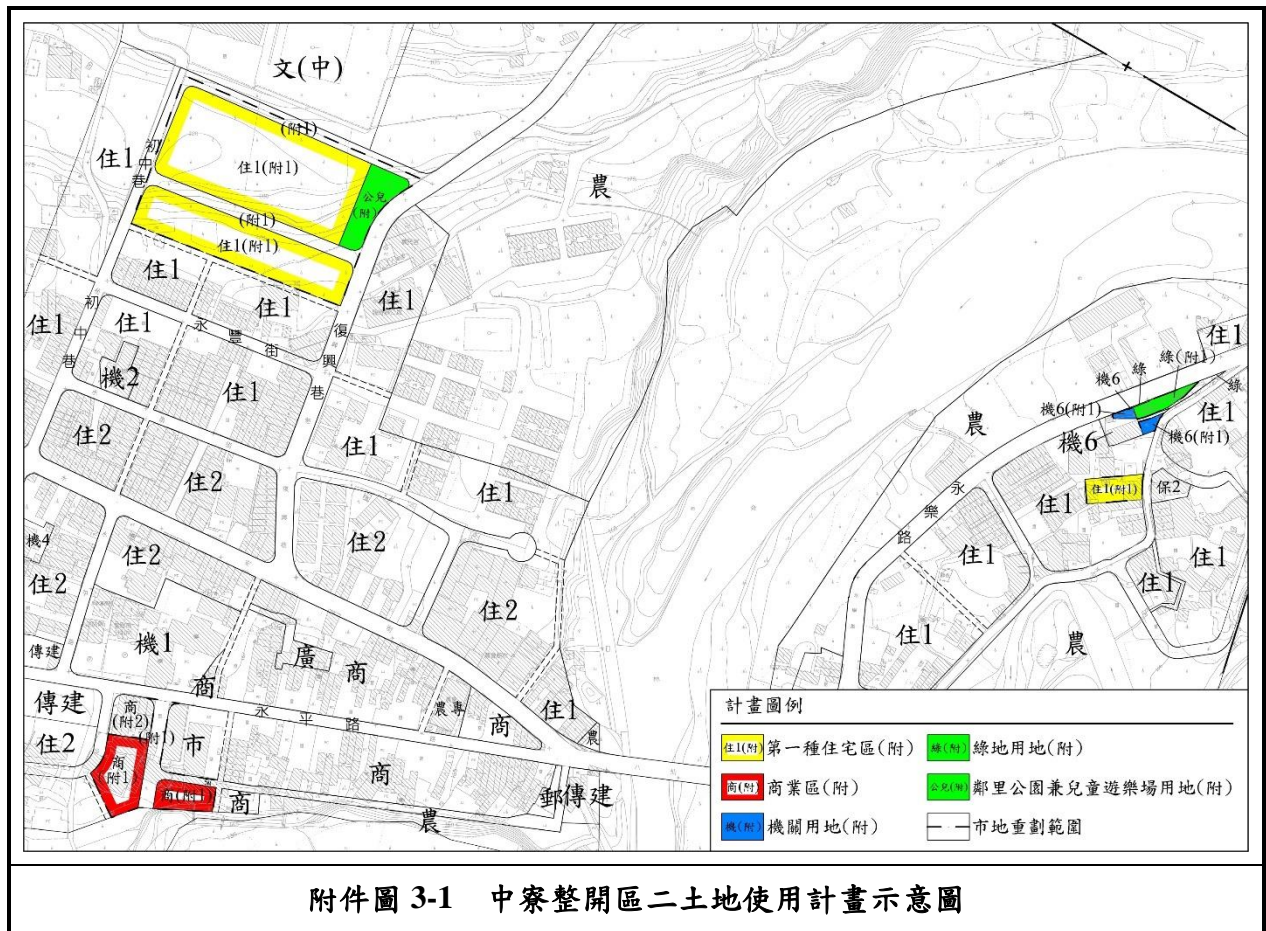 文(中)
(附1)
住1
初中巷
住1(附1)
公兒(附)
農
(附1)
住1(附1)
住1
住1
住1
住1
初中巷
住1
永豐街
復興巷
住1
機2
住1
住2
住2
住1
住1
機4
住2
住2
住2
住2
機1
廣
商
商
傳建
傳建
住2
商(附2)
(附1)
市
永平路
農專
商
住1
農
商(附1)
商(附1)
商
商
農
郵
傳建
住1
綠(附1)
綠
機6
綠
機6(附1)
住1
機6(附1)
農
機6
住1(附1)
保2
住1
永樂路
住1
住1
住1
住1
農
計畫圖例
住1(附) 第一種住宅區(附)
綠(附) 綠地用地(附)
商(附) 商業區(附)
公兒(附) 鄰里公園兼兒童遊樂場用地(附)
機(附) 機關用地(附)
市地重劃範圍
附件圖 3-1 中寮整開區二土地使用計畫示意圖